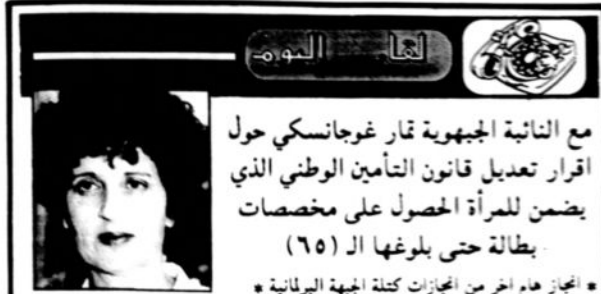 لقاء اليوم
مع النائبة الجبهوية تمار غوجانسكي حول
اقرار تعديل قانون التأمين الوطني الذي
يضمن للمرأة الحصول على مخصصات
بطالة حتى بلوغها الـ (٦٥)
* انجاز هام اخر من انجازات كتلة الجبهة البرلمانية *